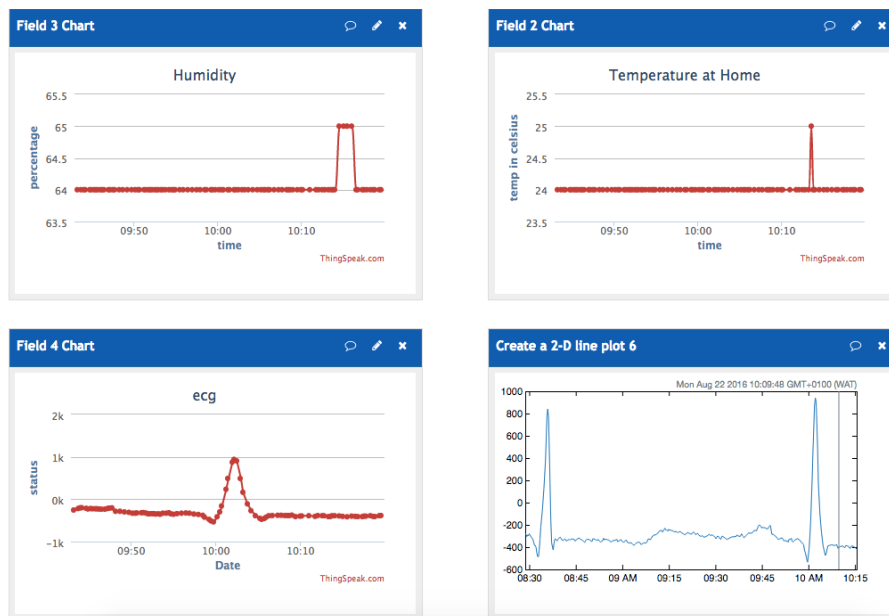 Field 3 Chart
Humidity
65.5
65
64.5
64
63.5
percentage
09:50 10:00 10:10
time
ThingSpeak.com
Field 2 Chart
Temperature at Home
25.5
25
24.5
24
23.5
temp in celsius
09:50 10:00 10:10
time
ThingSpeak.com
Field 4 Chart
ecg
2k
1k
0k
−1k
status
09:50 10:00 10:10
Date
ThingSpeak.com
Create a 2-D line plot 6
Mon Aug 22 2016 10:09:48 GMT+0100 (WAT)
1000
800
600
400
200
0
-200
-400
-600
08:30 08:45 09 AM 09:15 09:30 09:45 10 AM 10:15